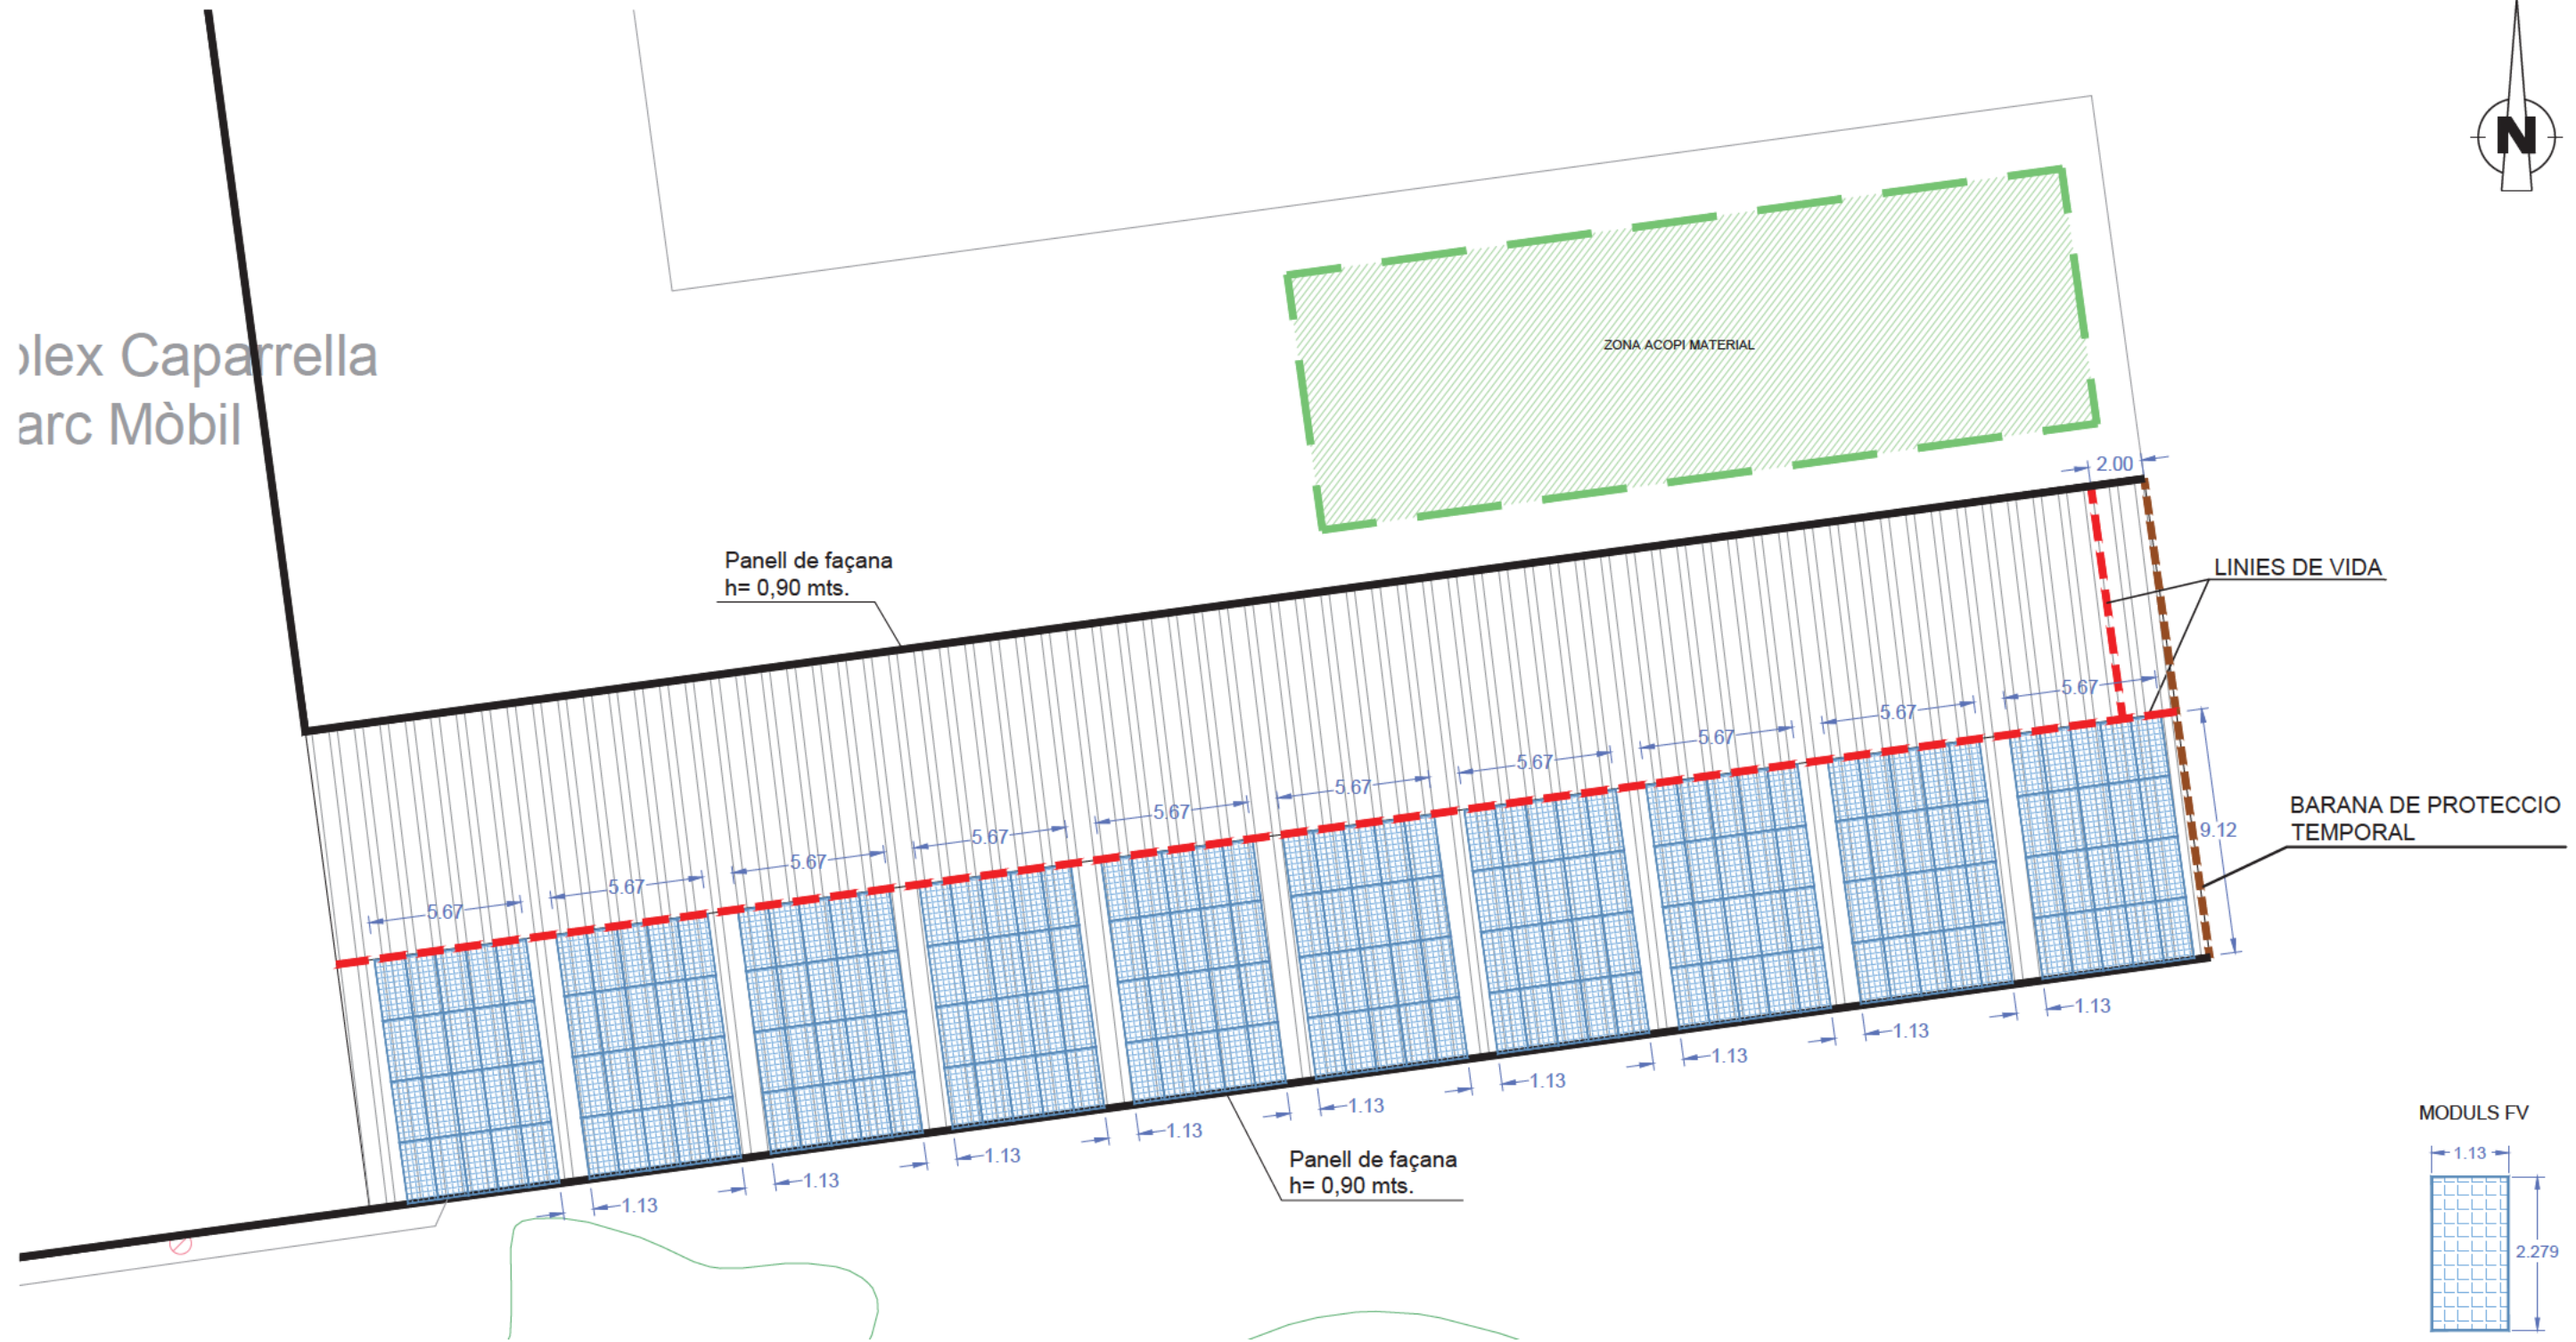 N
plex Caparrella
arc Mòbil
ZONA ACOPI MATERIAL
2.00
Panell de façana
h= 0,90 mts.
LINIES DE VIDA
5.67
5.67
5.67
5.67
5.67
5.67
5.67
5.67
5.67
5.67
9.12
BARANA DE PROTECCIO
TEMPORAL
1.13
1.13
1.13
1.13
1.13
1.13
1.13
1.13
1.13
Panell de façana
h= 0,90 mts.
MODULS FV
1.13
2.279